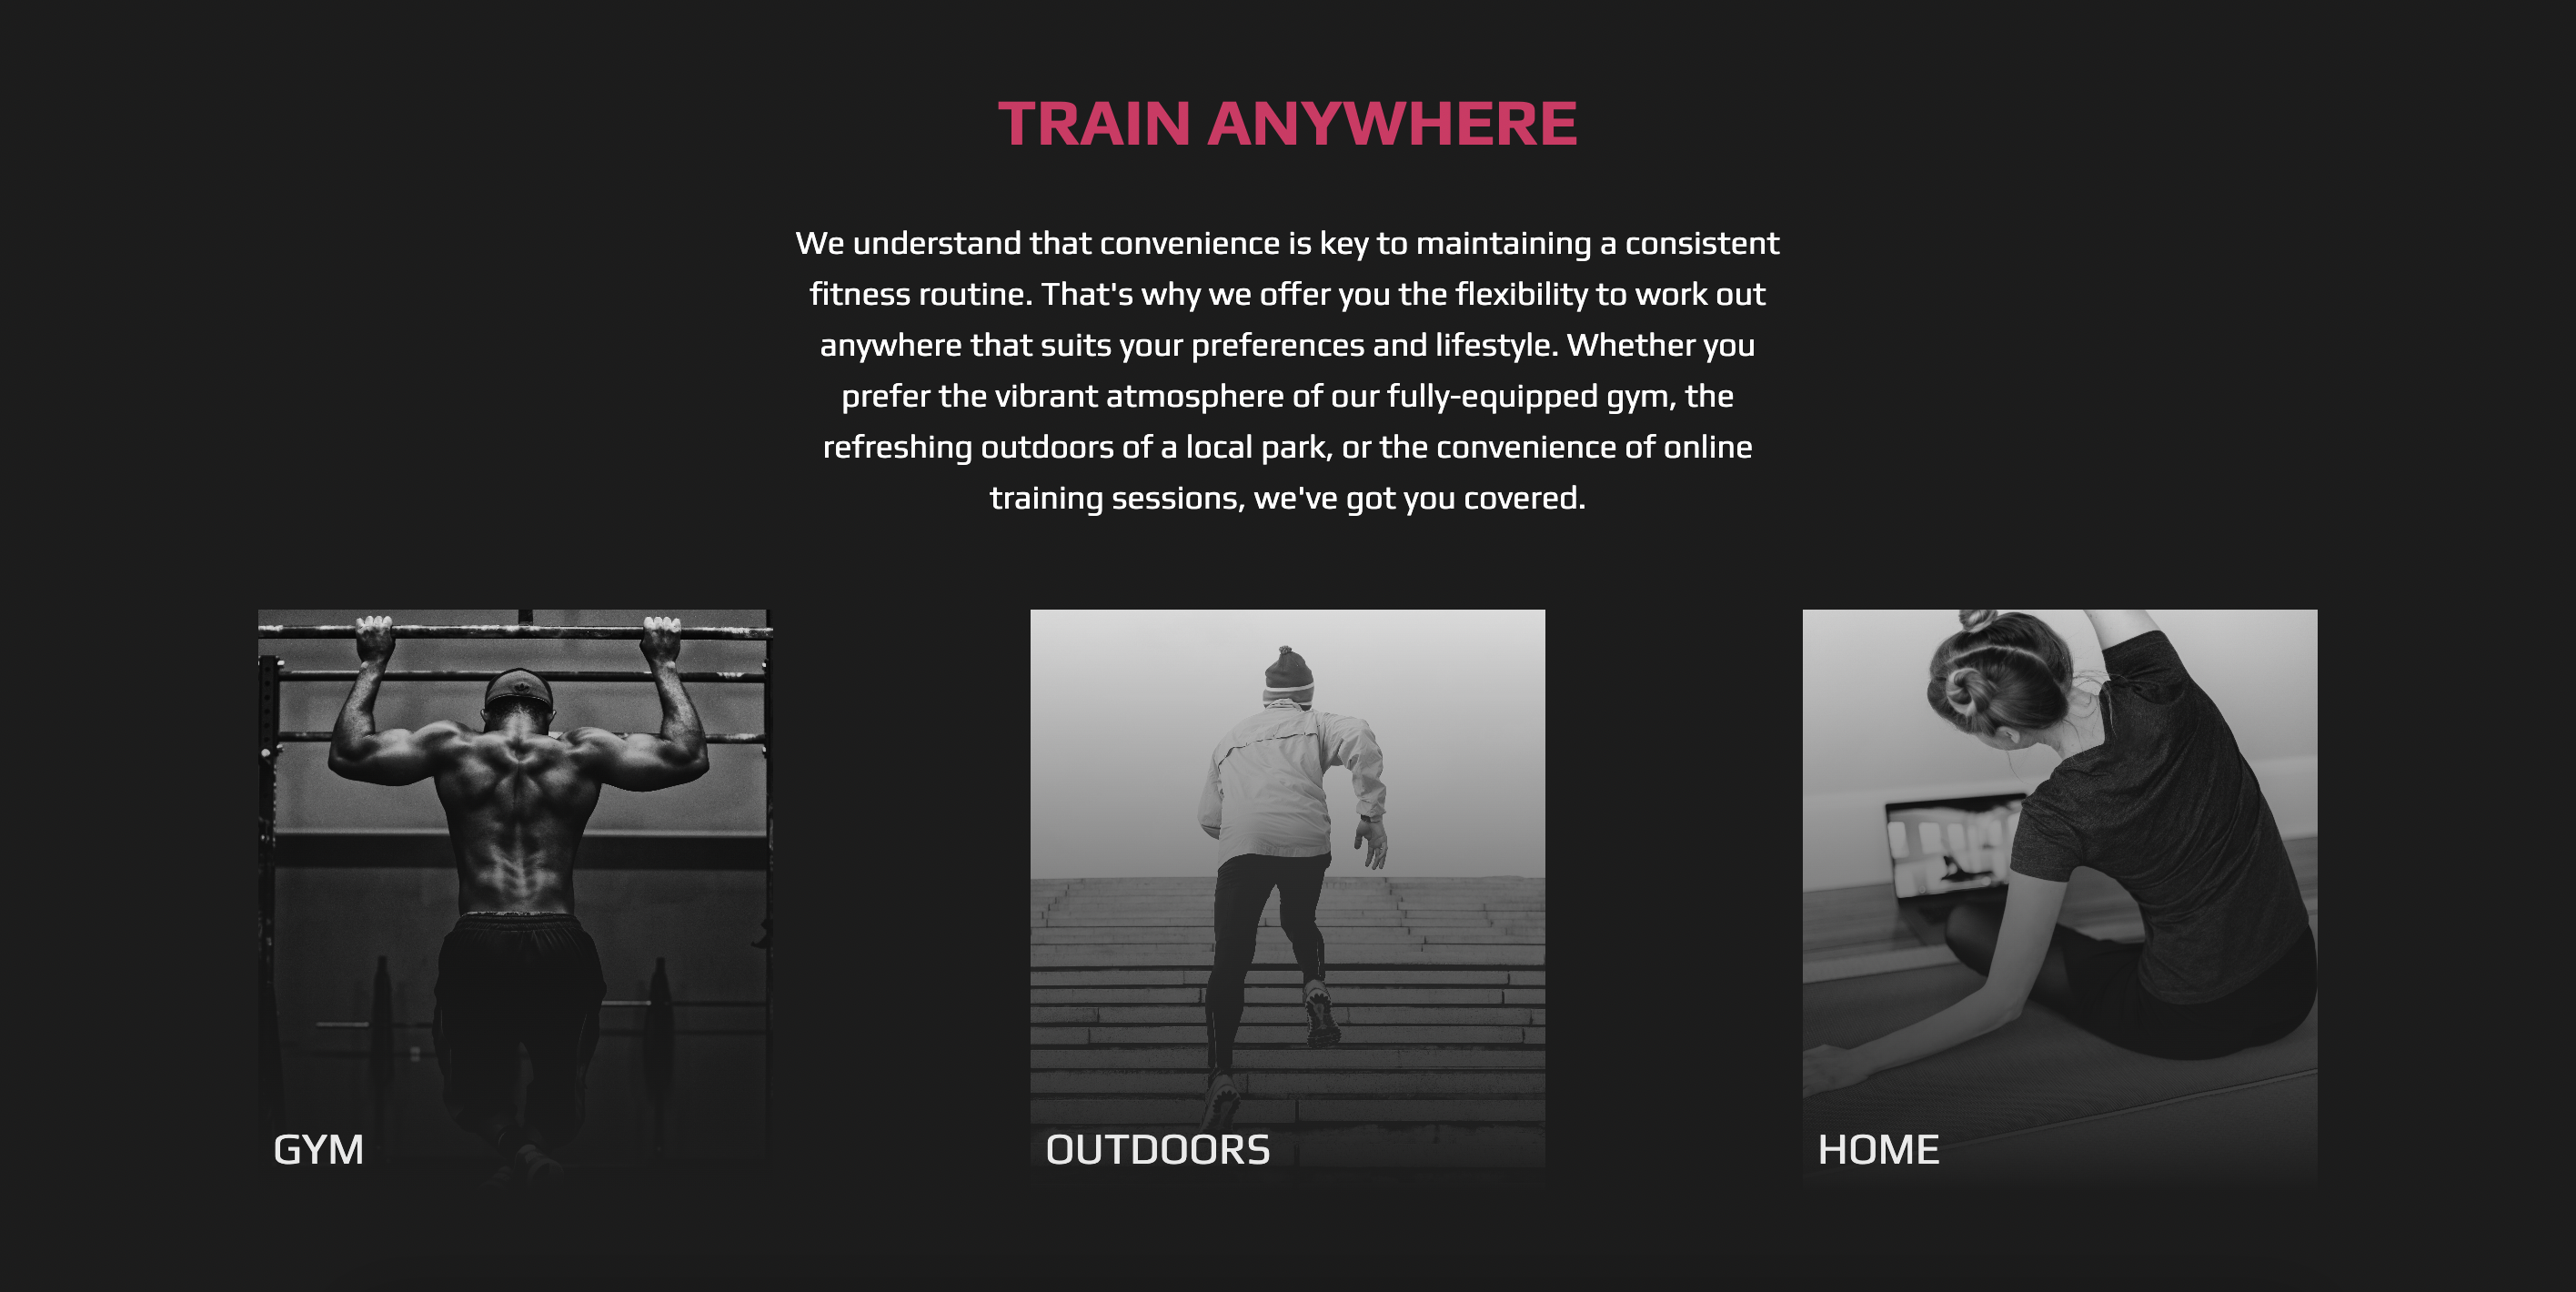 TRAIN ANYWHERE
We understand that convenience is key to maintaining a consistent
fitness routine. That's why we offer you the flexibility to work out
anywhere that suits your preferences and lifestyle. Whether you
prefer the vibrant atmosphere of our fully-equipped gym, the
refreshing outdoors of a local park, or the convenience of online
training sessions, we've got you covered.
GYM
OUTDOORS
HOME